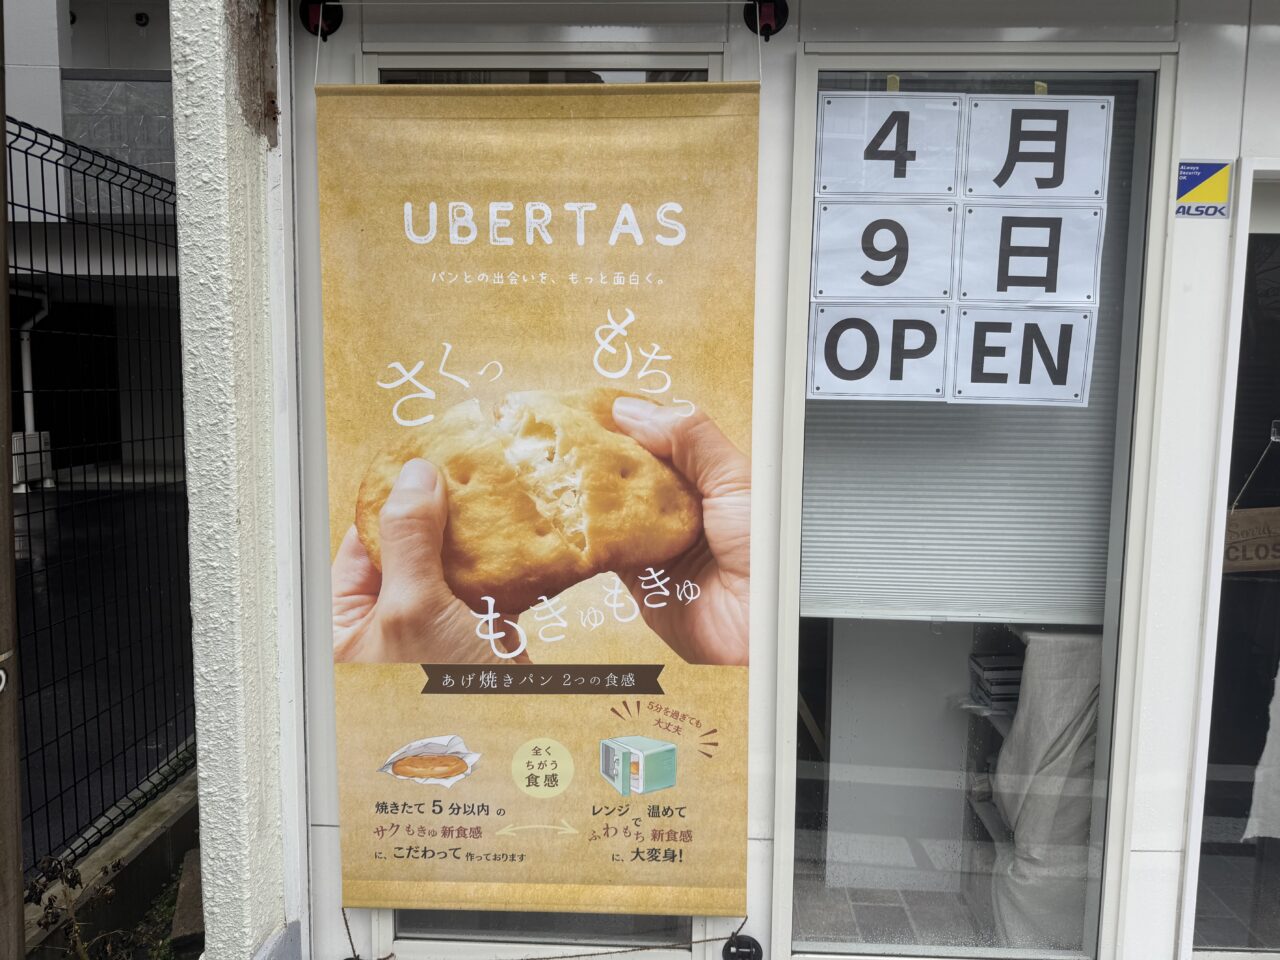 UBERTAS
パンとの出会いを、もっと面白く。
さくっ
もちっ
もきゅもきゅ
あげ焼きパン 2つの食感
5分を過ぎても
大丈夫
全く
ちがう
食感
焼きたて 5 分以内 の
サク もきゅ 新食感
に、こだわって 作っております
レンジで温めて
ふわもち 新食感
に、大変身!
4月
9日
OPEN
ALways
Security
OK
ALSOK
CLOS